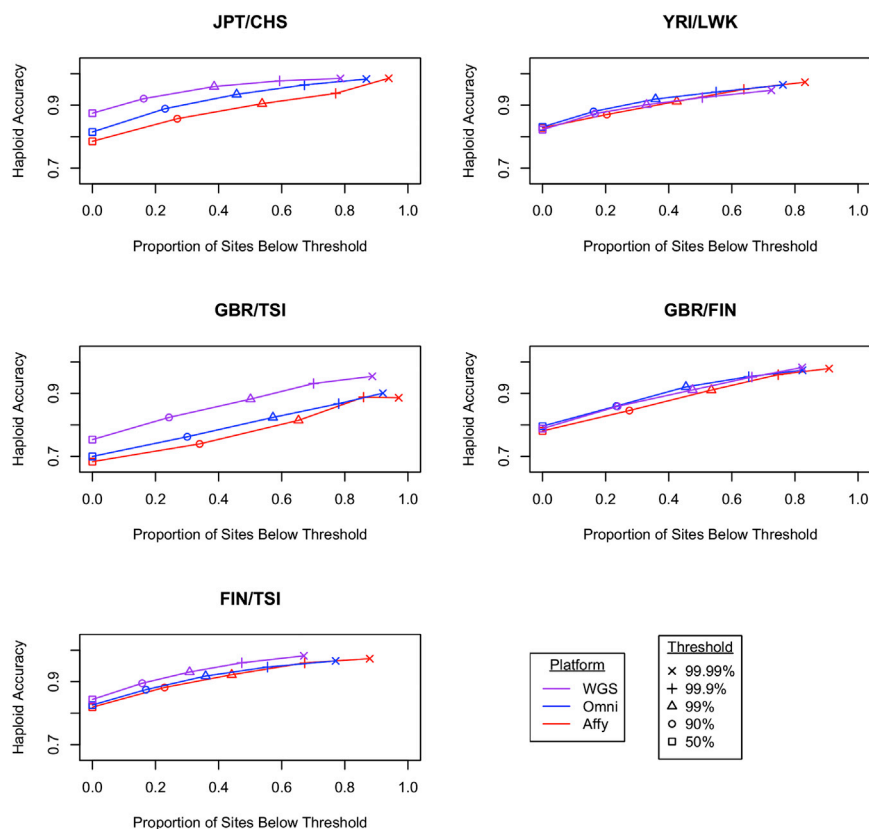 JPT/CHS
Haploid Accuracy
0.9
0.7
0.0 0.2 0.4 0.6 0.8 1.0
Proportion of Sites Below Threshold
YRI/LWK
Haploid Accuracy
0.9
0.7
0.0 0.2 0.4 0.6 0.8 1.0
Proportion of Sites Below Threshold
GBR/TSI
Haploid Accuracy
0.9
0.7
0.0 0.2 0.4 0.6 0.8 1.0
Proportion of Sites Below Threshold
GBR/FIN
Haploid Accuracy
0.9
0.7
0.0 0.2 0.4 0.6 0.8 1.0
Proportion of Sites Below Threshold
FIN/TSI
Haploid Accuracy
0.9
0.7
0.0 0.2 0.4 0.6 0.8 1.0
Proportion of Sites Below Threshold
Platform
WGS
Omni
Affy
Threshold
99.99%
99.9%
99%
90%
50%